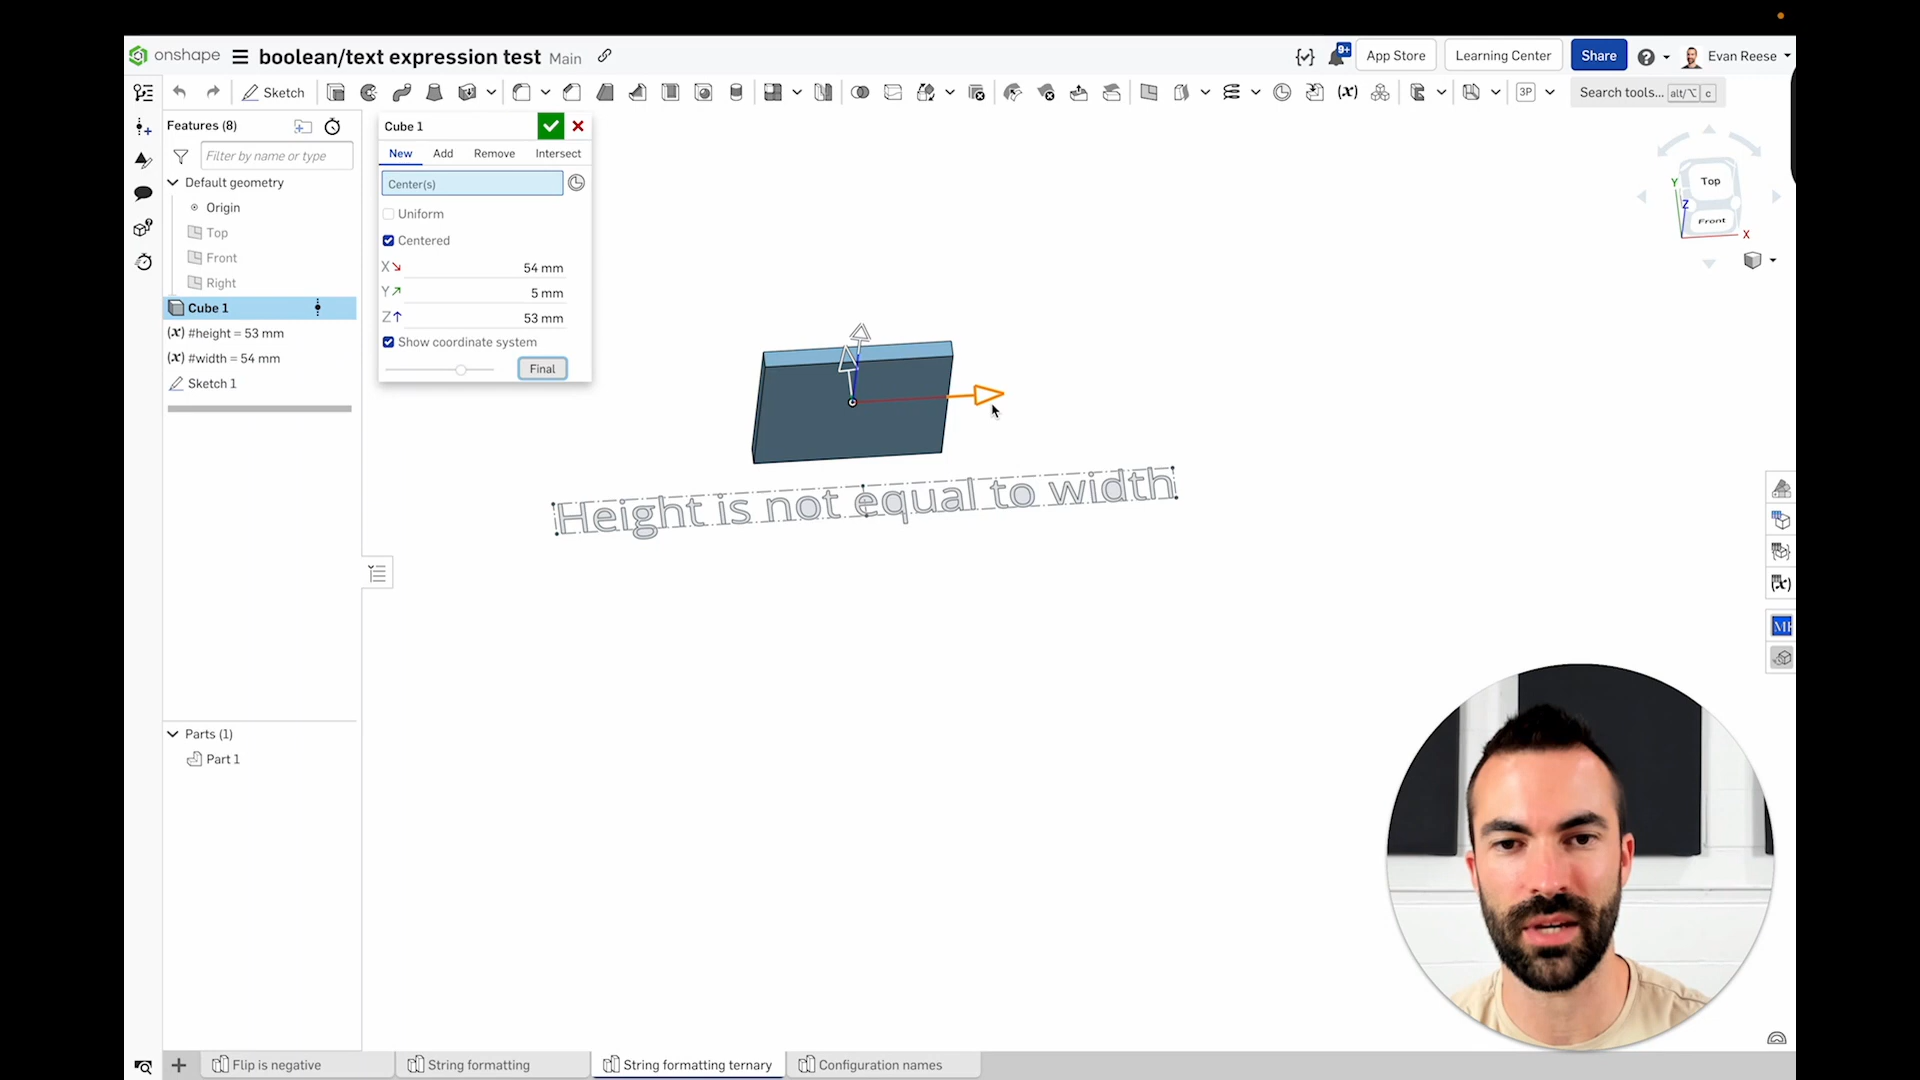 onshape
boolean/text expression test Main
9+
App Store
Learning Center
Share
Evan Reese
Sketch
3P
Search tools... alt/⌥ c
Features (8)
Filter by name or type
Default geometry
Origin
Top
Front
Right
Cube 1
(x) #height = 53 mm
(x) #width = 54 mm
Sketch 1
Parts (1)
Part 1
Cube 1
New Add Remove Intersect
Center(s)
Uniform
Centered
X 54 mm
Y 5 mm
Z 53 mm
Show coordinate system
Final
Height is not equal to width
Top
Front
Y
Z
X
Flip is negative
String formatting
String formatting ternary
Configuration names